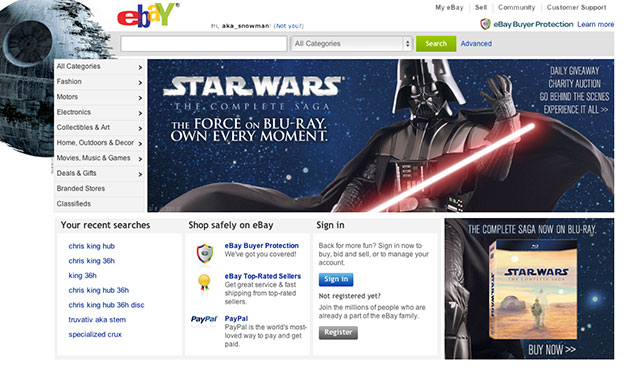 ebaY®
Hi, aka_snowman! (Not you?)
My eBay Sell Community Customer Support
eBay Buyer Protection Learn more
All Categories Search Advanced
All Categories
Fashion
Motors
Electronics
Collectibles & Art
Home, Outdoors & Decor
Movies, Music & Games
Deals & Gifts
Branded Stores
Classifieds
STAR WARS
THE COMPLETE SAGA
THE FORCE ON BLU-RAY.
OWN EVERY MOMENT.
DAILY GIVEAWAY
CHARITY AUCTION
GO BEHIND THE SCENES
EXPERIENCE IT ALL >>
Your recent searches
chris king hub
chris king 36h
king 36h
chris king hub 36h
chris king hub 36h disc
truvativ aka stem
specialized crux
Shop safely on eBay
eBay Buyer Protection
We've got you covered!
eBay Top-Rated Sellers
Get great service & fast
shipping from top-rated
sellers.
PayPal
PayPal
PayPal is the world's most-
loved way to pay and get
paid.
Sign in
Back for more fun? Sign in now to
buy, bid and sell, or to manage your
account.
Sign in
Not registered yet?
Join the millions of people who are
already a part of the eBay family.
Register
THE COMPLETE SAGA NOW ON BLU-RAY.
STAR WARS
BUY NOW >>